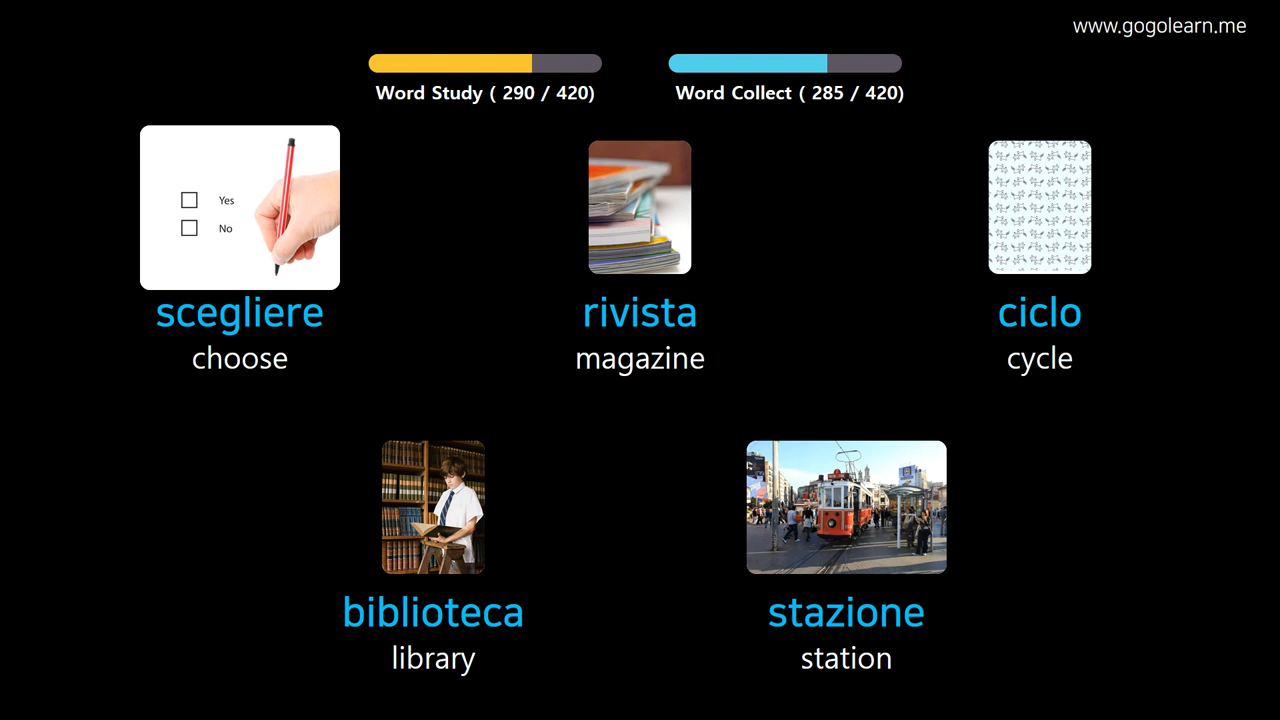 www.gogolearn.me
Word Study ( 290 / 420)
Word Collect ( 285 / 420)
Yes
No
scegliere
choose
rivista
magazine
ciclo
cycle
biblioteca
library
stazione
station